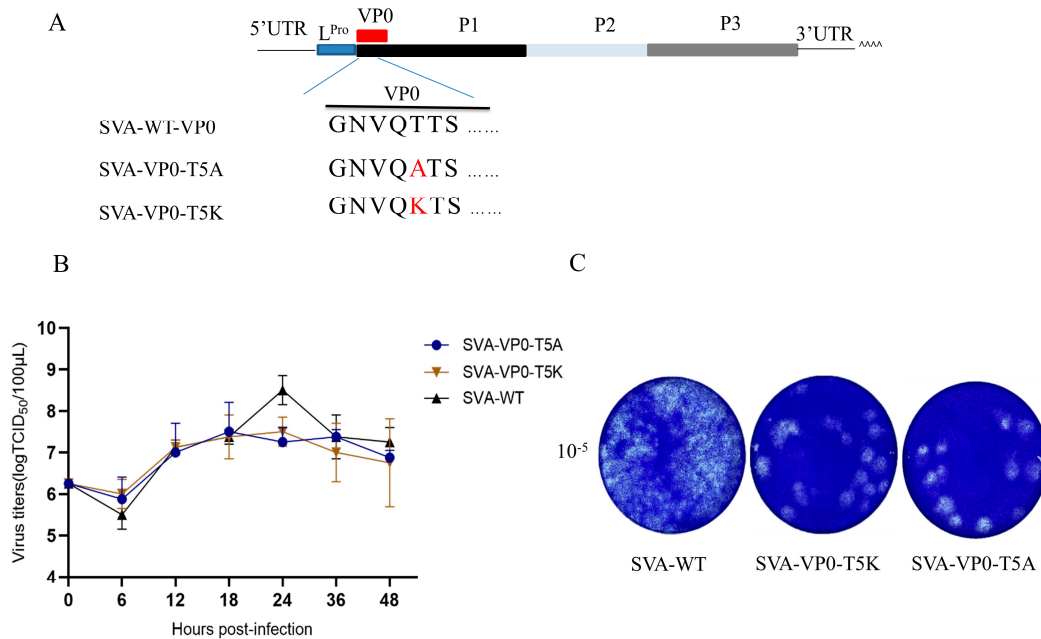 A
5'UTR
L^Pro
VP0
P1
P2
P3
3'UTR
^^^^
VP0
SVA-WT-VP0 GNVQTTS ......
SVA-VP0-T5A GNVQATS ......
SVA-VP0-T5K GNVQKTS ......
B
Virus titers(logTCID₅₀/100µL)
10
9
8
7
6
5
4
0 6 12 18 24 36 48
Hours post-infection
SVA-VP0-T5A
SVA-VP0-T5K
SVA-WT
C
10⁻⁵
SVA-WT SVA-VP0-T5K SVA-VP0-T5A